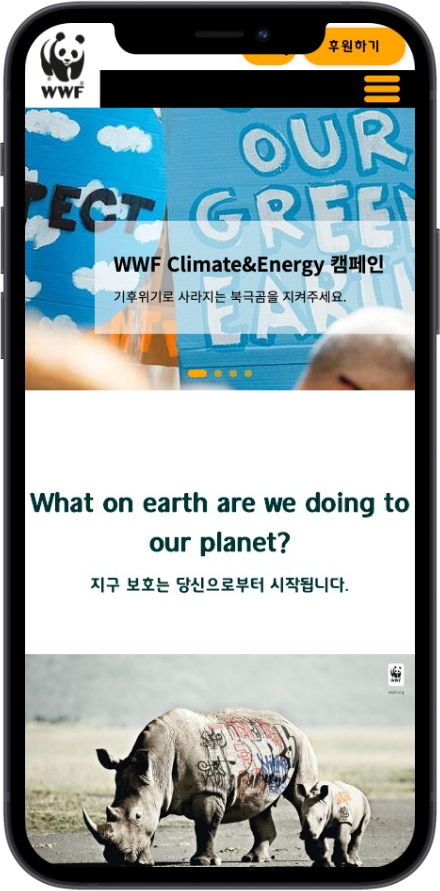 WWF
후원하기
TECT
OUR
GREEN
EARTH
WWF Climate&Energy 캠페인
기후위기로 사라지는 북극곰을 지켜주세요.
What on earth are we doing to
our planet?
지구 보호는 당신으로부터 시작됩니다.